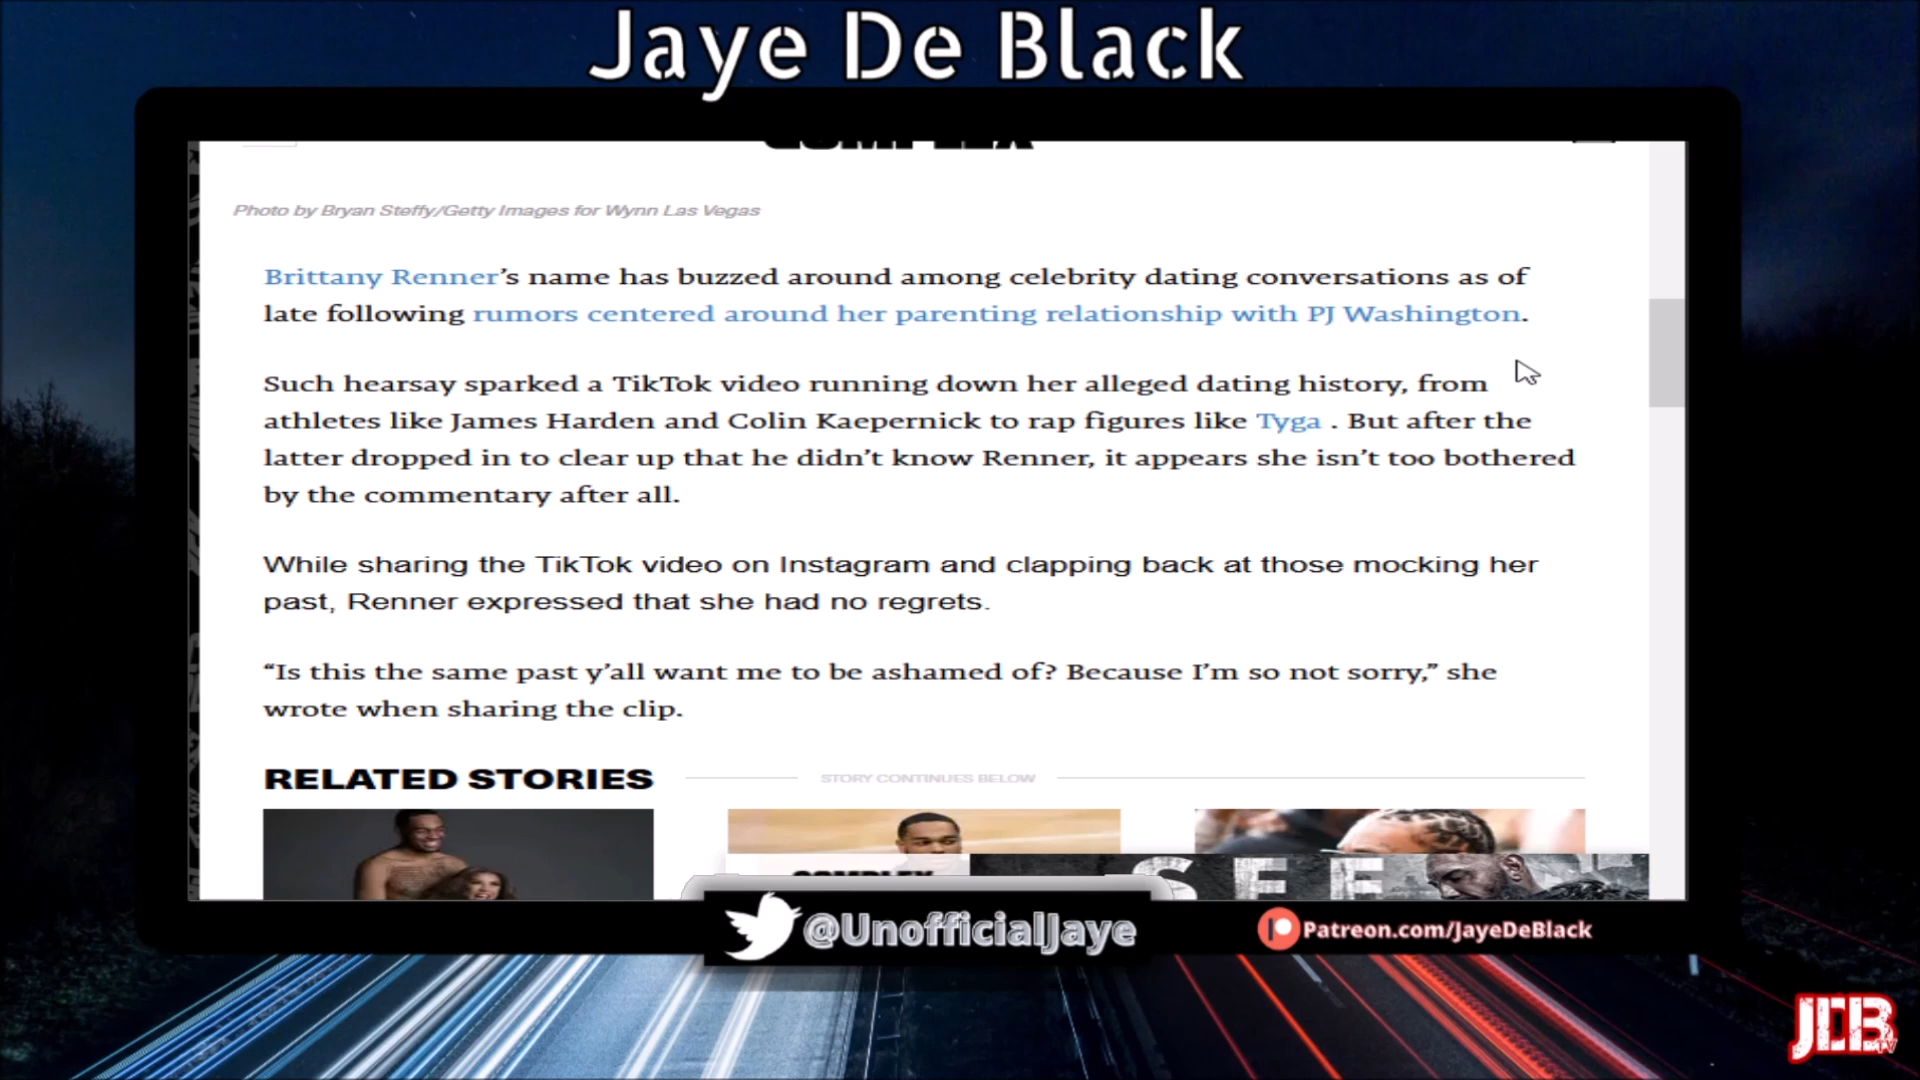 Jaye De Black
COMPLEX
Photo by Bryan Steffy/Getty Images for Wynn Las Vegas
Brittany Renner’s name has buzzed around among celebrity dating conversations as of
late following rumors centered around her parenting relationship with PJ Washington.
Such hearsay sparked a TikTok video running down her alleged dating history, from
athletes like James Harden and Colin Kaepernick to rap figures like Tyga . But after the
latter dropped in to clear up that he didn’t know Renner, it appears she isn’t too bothered
by the commentary after all.
While sharing the TikTok video on Instagram and clapping back at those mocking her
past, Renner expressed that she had no regrets.
“Is this the same past y’all want me to be ashamed of? Because I’m so not sorry,” she
wrote when sharing the clip.
RELATED STORIES
STORY CONTINUES BELOW
COMPLEX
SEE
@UnofficialJaye
Patreon.com/JayeDeBlack
JDB
TV